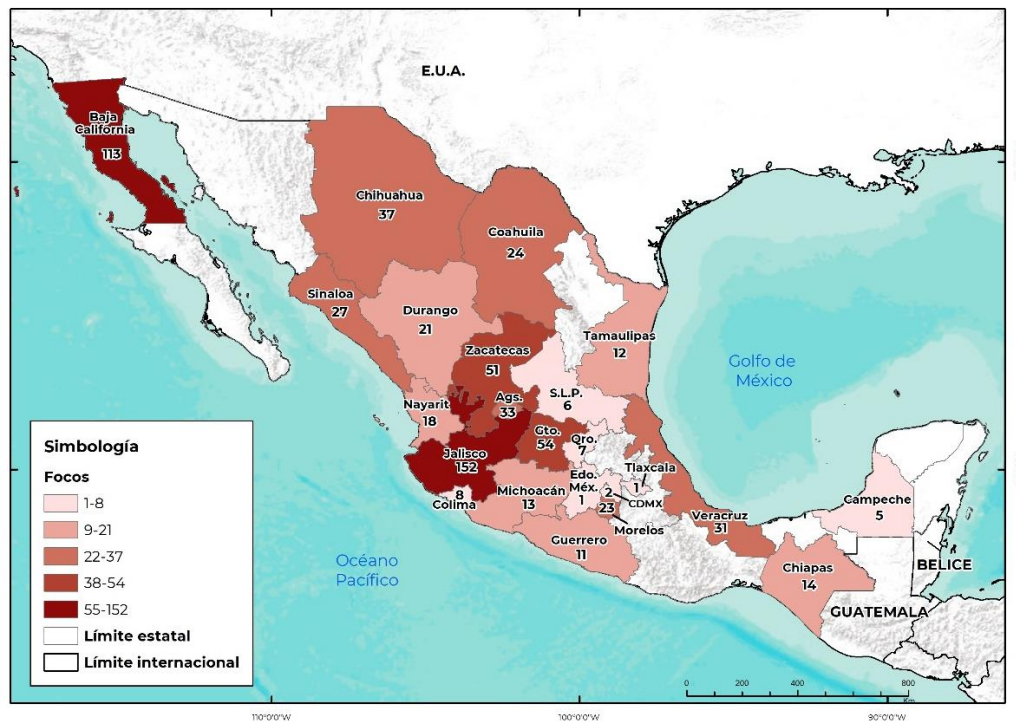 E.U.A.
Baja
California
113
Chihuahua
37
Coahuila
24
Sinaloa
27
Durango
21
Tamaulipas
12
Zacatecas
51
Golfo de
México
S.L.P.
6
Ags.
33
Nayarit
18
Gto.
54
Qro.
7
Jalisco
152
Tlaxcala
1
Edo.
Méx.
1
8
Colima
Michoacán
13
2
CDMX
23
Morelos
Veracruz
31
Campeche
5
Guerrero
11
Chiapas
14
BELICE
GUATEMALA
Océano
Pacífico
Simbología
Focos
1-8
9-21
22-37
38-54
55-152
Límite estatal
Límite internacional
0 200 400 600 800
Km
110°0'0"W 100°0'0"W 90°0'0"W